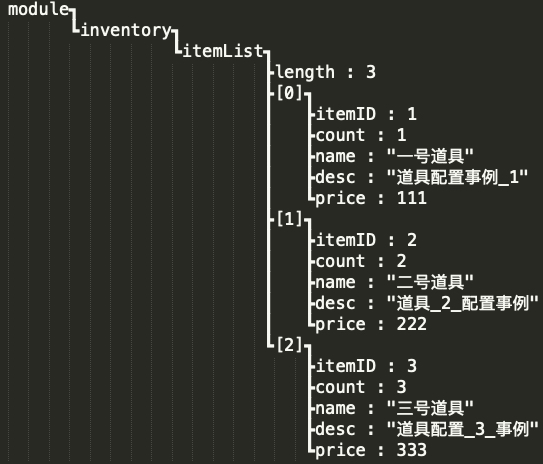 module
inventory
itemList
length : 3
[0]
itemID : 1
count : 1
name : "一号道具"
desc : "道具配置事例_1"
price : 111
[1]
itemID : 2
count : 2
name : "二号道具"
desc : "道具_2_配置事例"
price : 222
[2]
itemID : 3
count : 3
name : "三号道具"
desc : "道具配置_3_事例"
price : 333